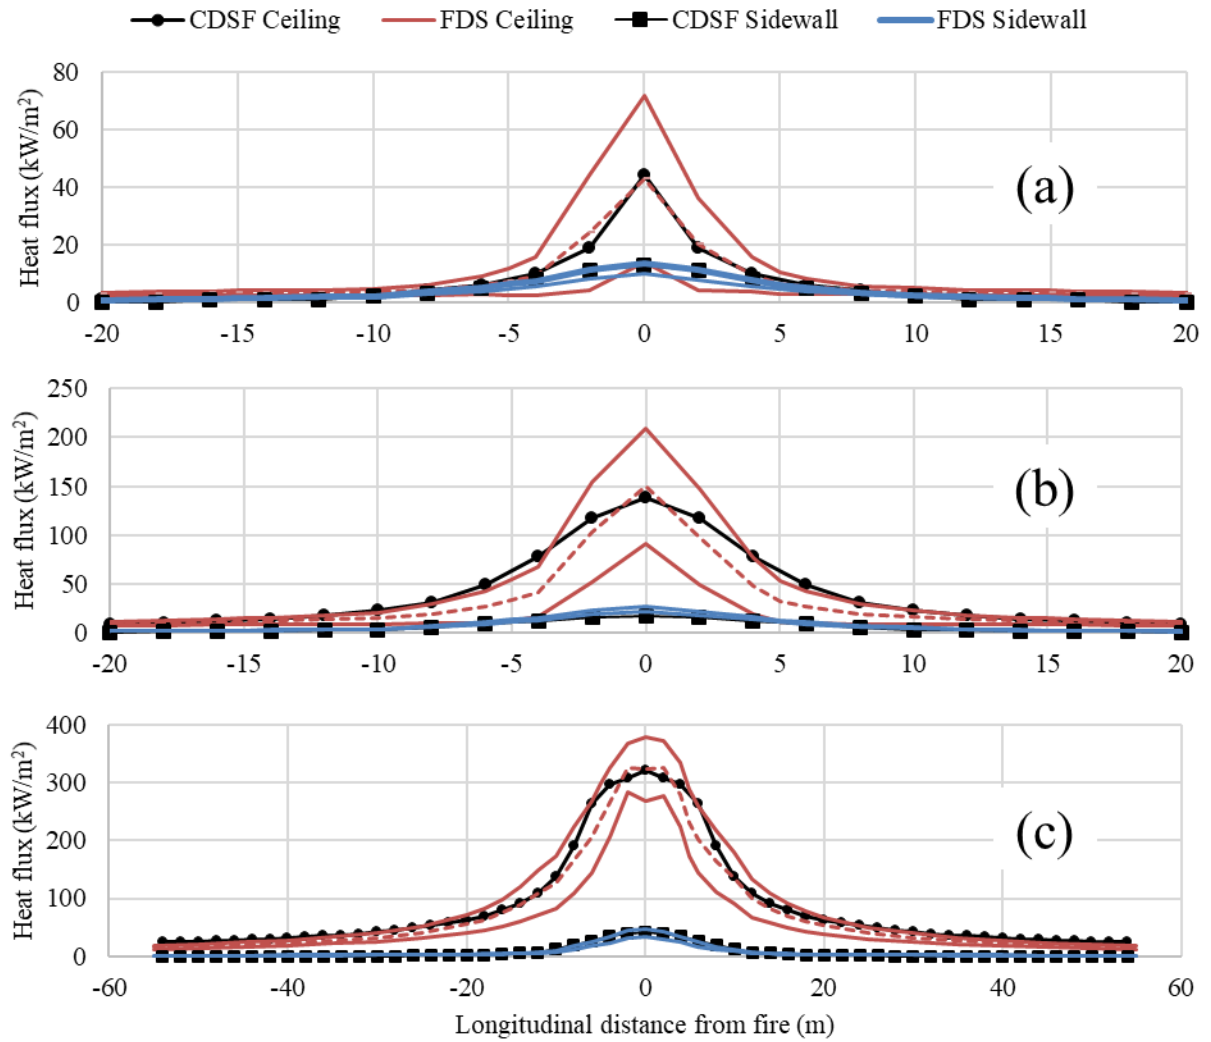 CDSF Ceiling FDS Ceiling CDSF Sidewall FDS Sidewall
Heat flux (kW/m²)
80
60
40
20
0
(a)
-20 -15 -10 -5 0 5 10 15 20
Heat flux (kW/m²)
250
200
150
100
50
0
(b)
-20 -15 -10 -5 0 5 10 15 20
Heat flux (kW/m²)
400
300
200
100
0
(c)
-60 -40 -20 0 20 40 60
Longitudinal distance from fire (m)